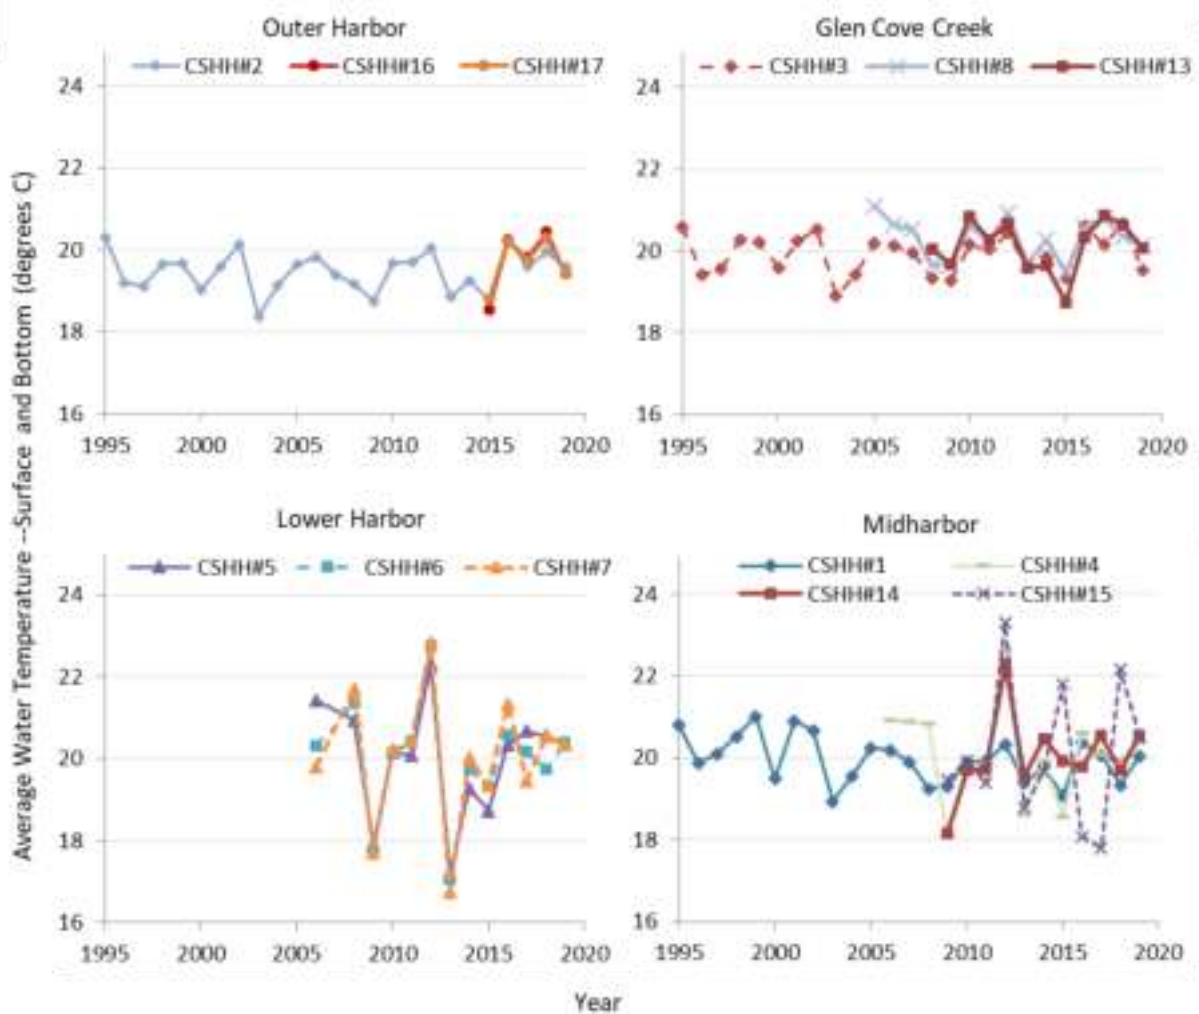 Outer Harbor
CSHH#2 CSHH#16 CSHH#17
24
22
20
18
16
1995 2000 2005 2010 2015 2020
Glen Cove Creek
CSHH#3 CSHH#8 CSHH#13
24
22
20
18
16
1995 2000 2005 2010 2015 2020
Average Water Temperature --Surface and Bottom (degrees C)
Lower Harbor
CSHH#5 CSHH#6 CSHH#7
24
22
20
18
16
1995 2000 2005 2010 2015 2020
Midharbor
CSHH#1 CSHH#4
CSHH#14 CSHH#15
24
22
20
18
16
1995 2000 2005 2010 2015 2020
Year